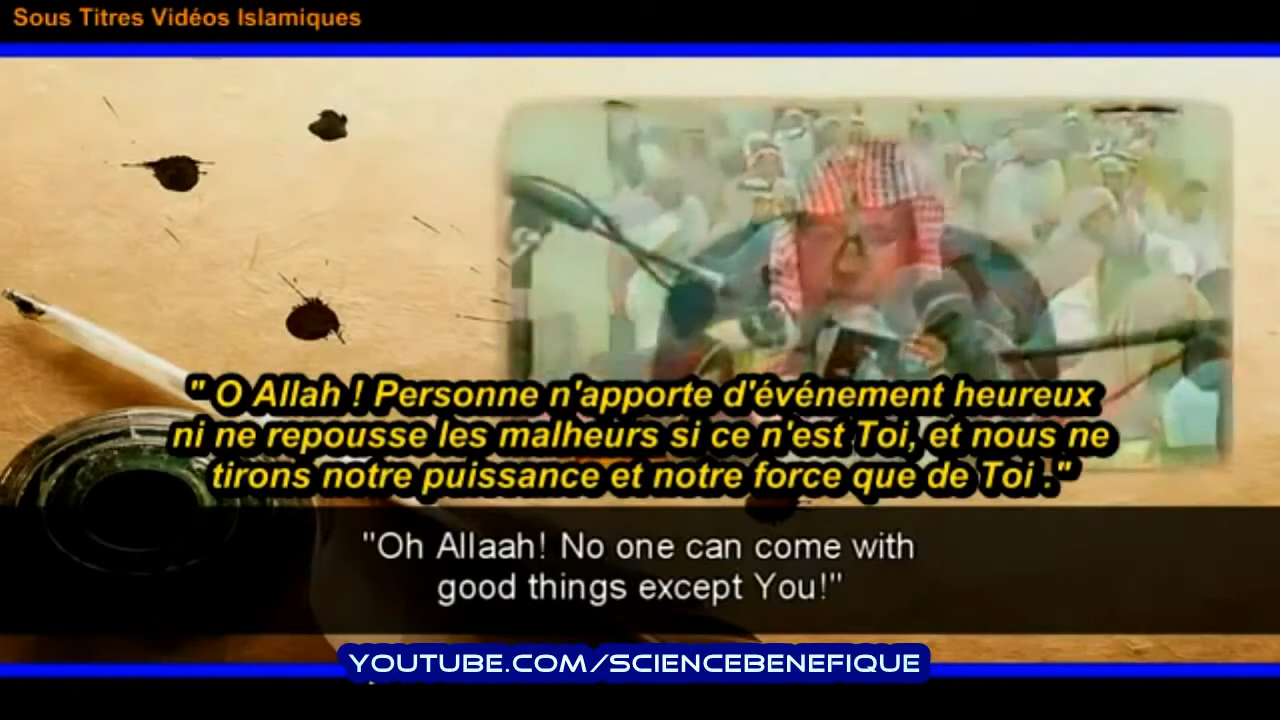 Sous Titres Vidéos Islamiques
" O Allah ! Personne n'apporte d'événement heureux
ni ne repousse les malheurs si ce n'est Toi, et nous ne
tirons notre puissance et notre force que de Toi ."
"Oh Allaah! No one can come with
good things except You!"
YOUTUBE.COM/SCIENCEBENEFIQUE